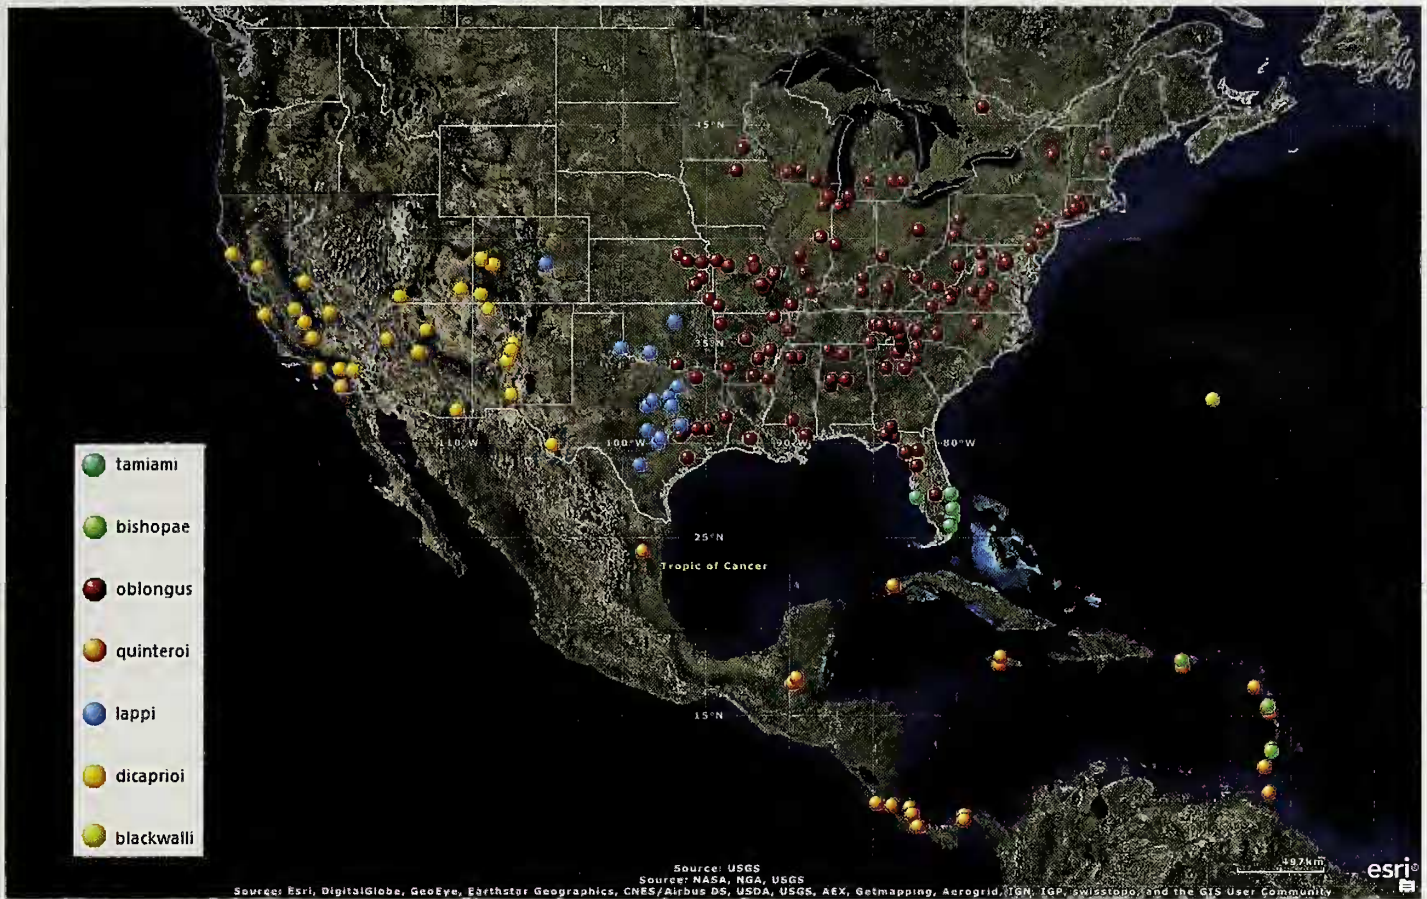 45°N
35°N
110°W
100°W
90°W
80°W
25°N
Tropic of Cancer
15°N
tamiami
bishopae
oblongus
quinteroi
lappi
dicaprioi
blackwalli
497km
esri
Source: USGS
Source: NASA, NGA, USGS
Source: Esri, DigitalGlobe, GeoEye, Earthstar Geographics, CNES/Airbus DS, USDA, USGS, AEX, Getmapping, Aerogrid, IGN, IGP, swisstopo, and the GIS User Community